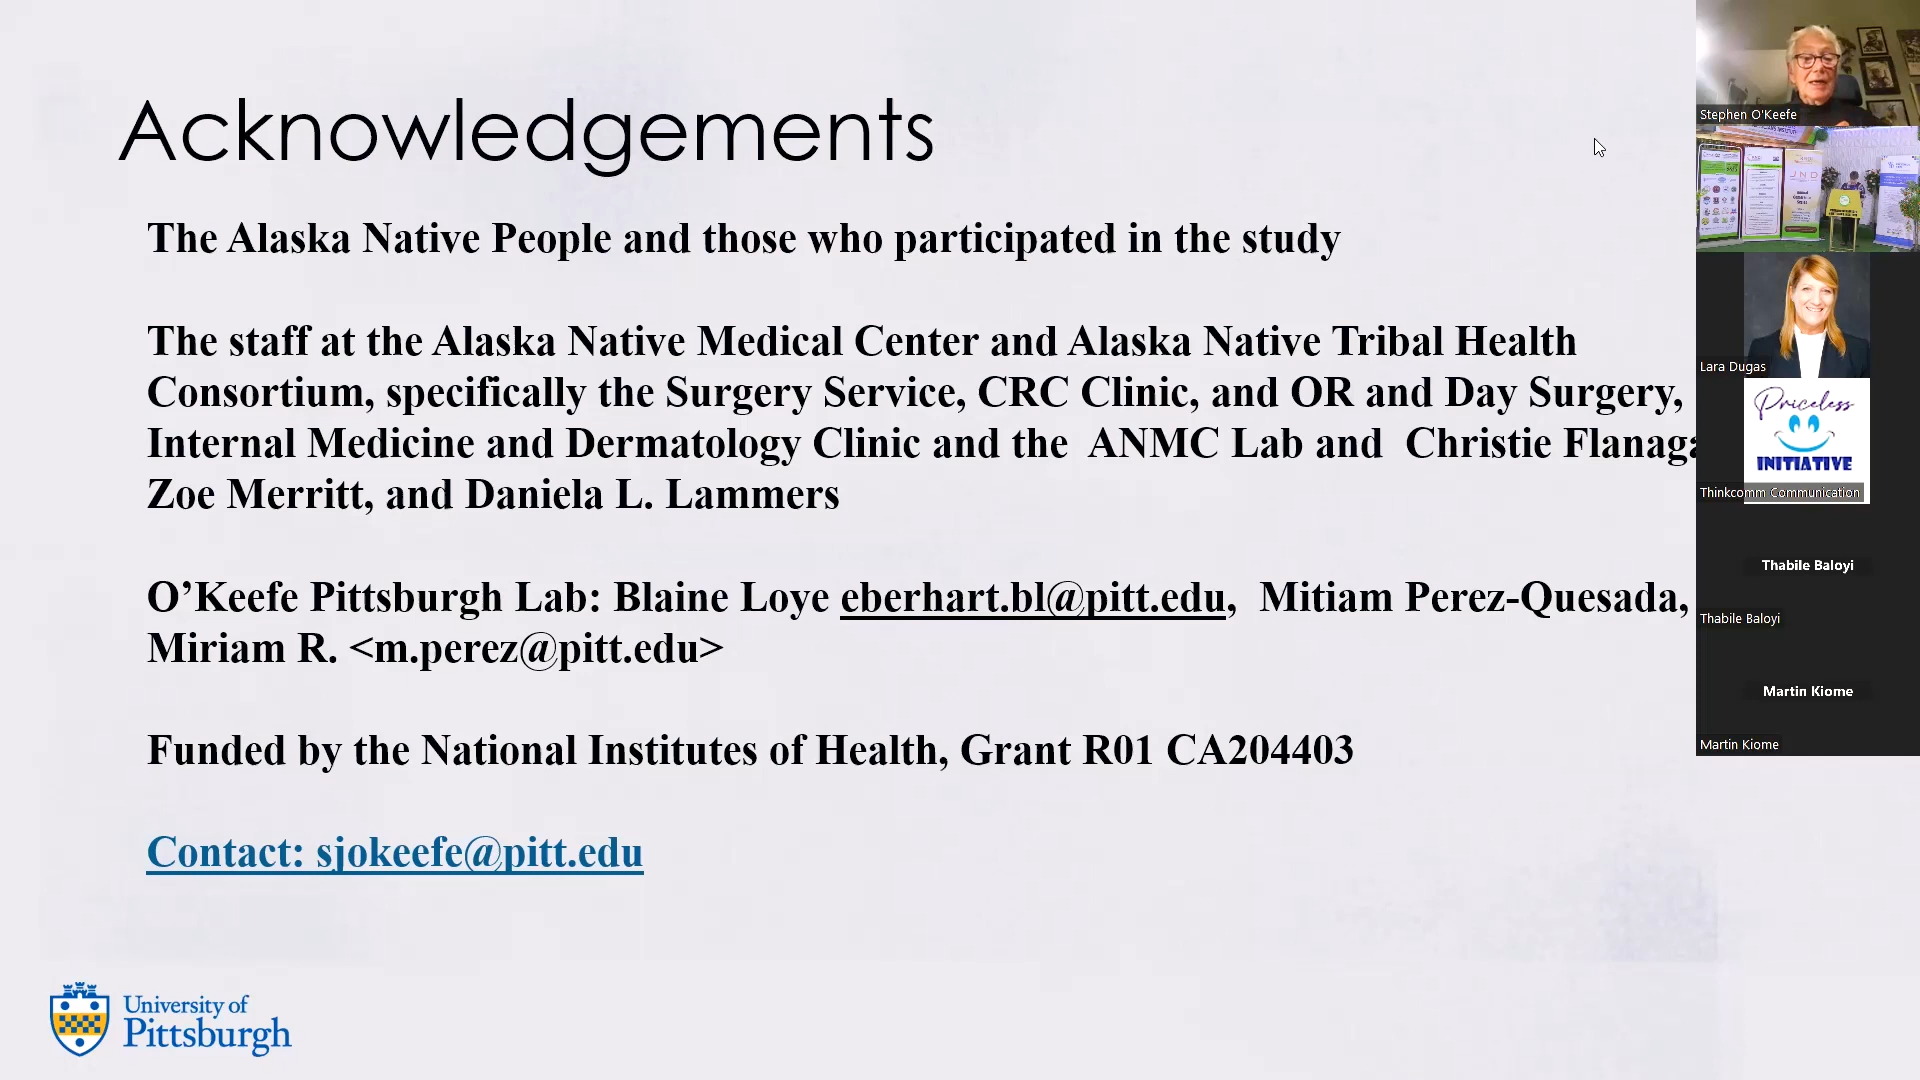 Acknowledgements
The Alaska Native People and those who participated in the study
The staff at the Alaska Native Medical Center and Alaska Native Tribal Health
Consortium, specifically the Surgery Service, CRC Clinic, and OR and Day Surgery,
Internal Medicine and Dermatology Clinic and the ANMC Lab and Christie
Zoe Merritt, and Daniela L. Lammers
O’Keefe Pittsburgh Lab: Blaine Loye eberhart.bl@pitt.edu, Mitiam Perez-Quesada,
Miriam R. <m.perez@pitt.edu>
Funded by the National Institutes of Health, Grant R01 CA204403
Contact: sjokeefe@pitt.edu
University of
Pittsburgh
Stephen O'Keefe
JND
Lara Dugas
Priceless
INITIATIVE
Thinkcomm Communication
Thabile Baloyi
Thabile Baloyi
Martin Kiome
Martin Kiome